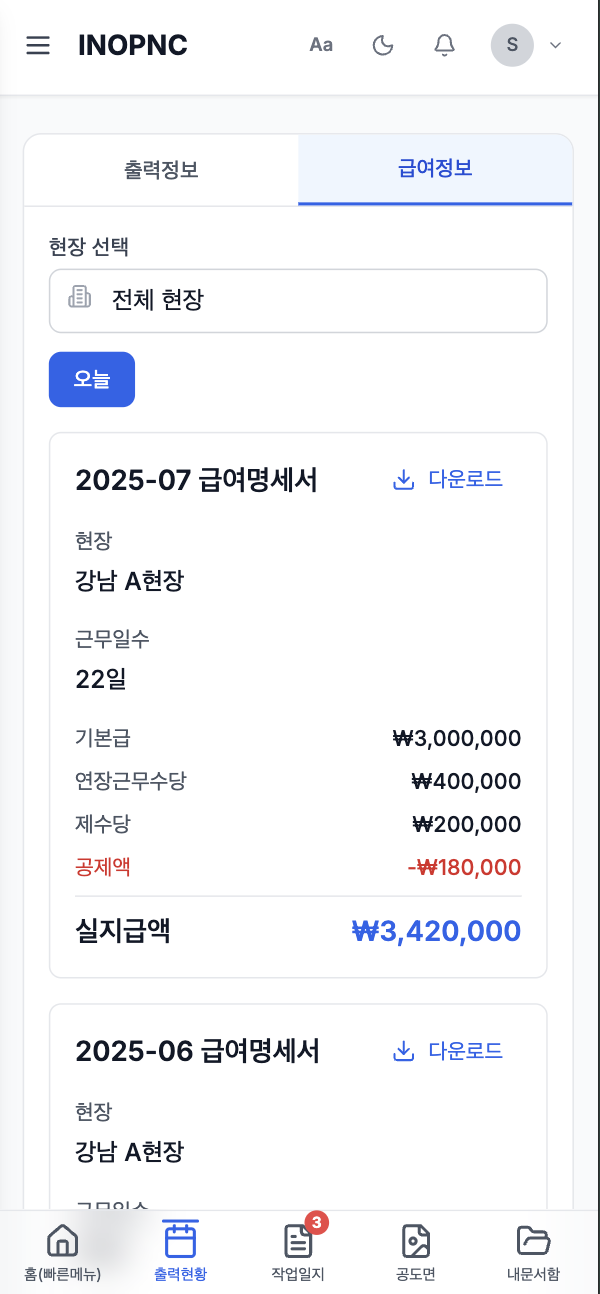 INOPNC Aa S
출력정보 급여정보
현장 선택
전체 현장
오늘
2025-07 급여명세서 다운로드
현장
강남 A현장
근무일수
22일
기본급 ₩3,000,000
연장근무수당 ₩400,000
제수당 ₩200,000
공제액 -₩180,000
실지급액 ₩3,420,000
2025-06 급여명세서 다운로드
현장
강남 A현장
근무일수
3
홈(빠른메뉴) 출력현황 작업일지 공도면 내문서함